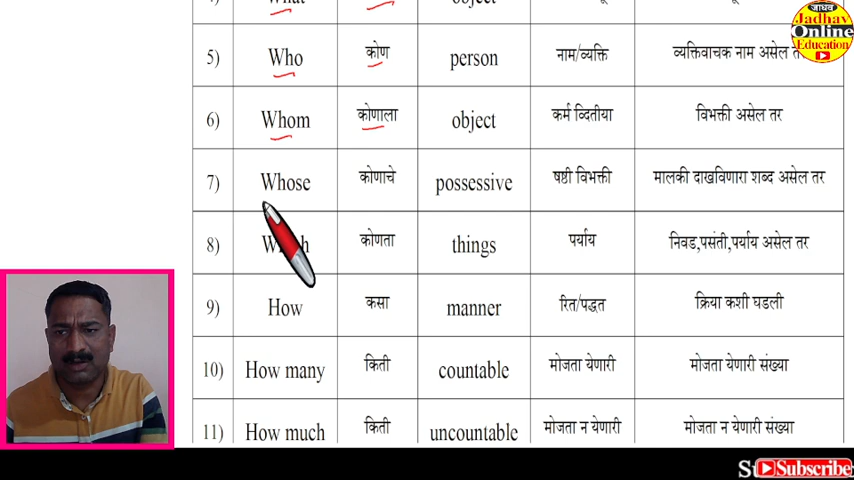 What object
जाधव
Jadhav
Online
Education
5) Who कोण person नाम/व्यक्ति व्यक्तिवाचक नाम असेल
6) Whom कोणाला object कर्म व्दितीया विभक्ती असेल तर
7) Whose कोणाचे possessive षष्ठी विभक्ती मालकी दाखविणारा शब्द असेल तर
8) कोणता things पर्याय निवड,पसंती,पर्याय असेल तर
9) How कसा manner रित/पद्धत क्रिया कशी घडली
10) How many किती countable मोजता येणारी मोजता येणारी संख्या
11) How much किती uncountable मोजता न येणारी मोजता न येणारी संख्या
Subscribe